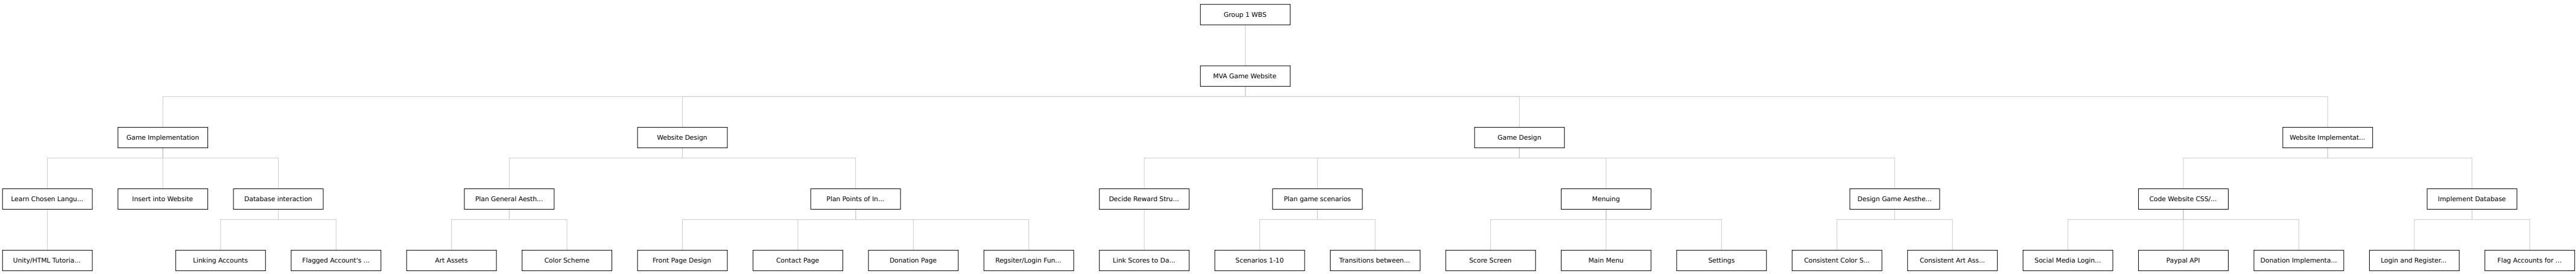 Group 1 WBS
MVA Game Website
Game Implementation
Website Design
Game Design
Website Implementat...
Learn Chosen Langu...
Insert into Website
Database interaction
Plan General Aesth...
Plan Points of In...
Decide Reward Stru...
Plan game scenarios
Menuing
Design Game Aesthe...
Code Website CSS/...
Implement Database
Unity/HTML Tutoria...
Linking Accounts
Flagged Account's ...
Art Assets
Color Scheme
Front Page Design
Contact Page
Donation Page
Regsiter/Login Fun...
Link Scores to Da...
Scenarios 1-10
Transitions between...
Score Screen
Main Menu
Settings
Consistent Color S...
Consistent Art Ass...
Social Media Login...
Paypal API
Donation Implementa...
Login and Register...
Flag Accounts for ...